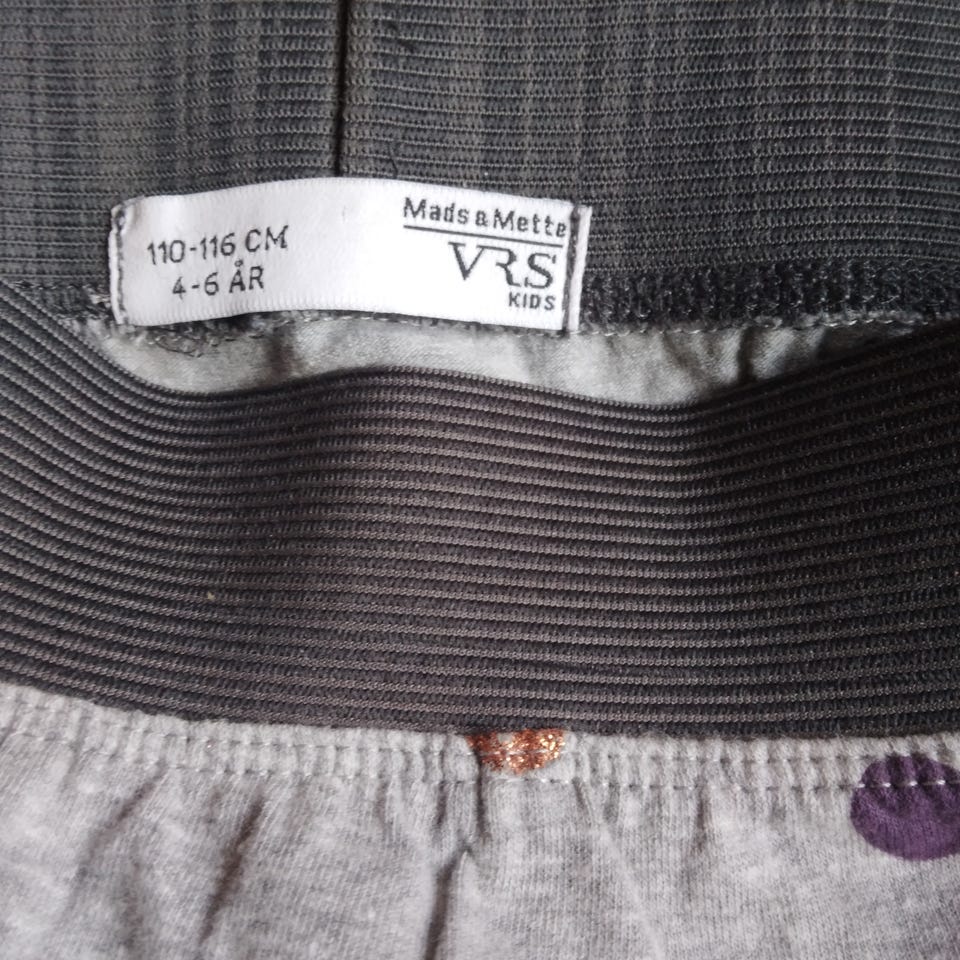 110-116 CM
4-6 ÅR
Mads & Mette
VRS
KIDS